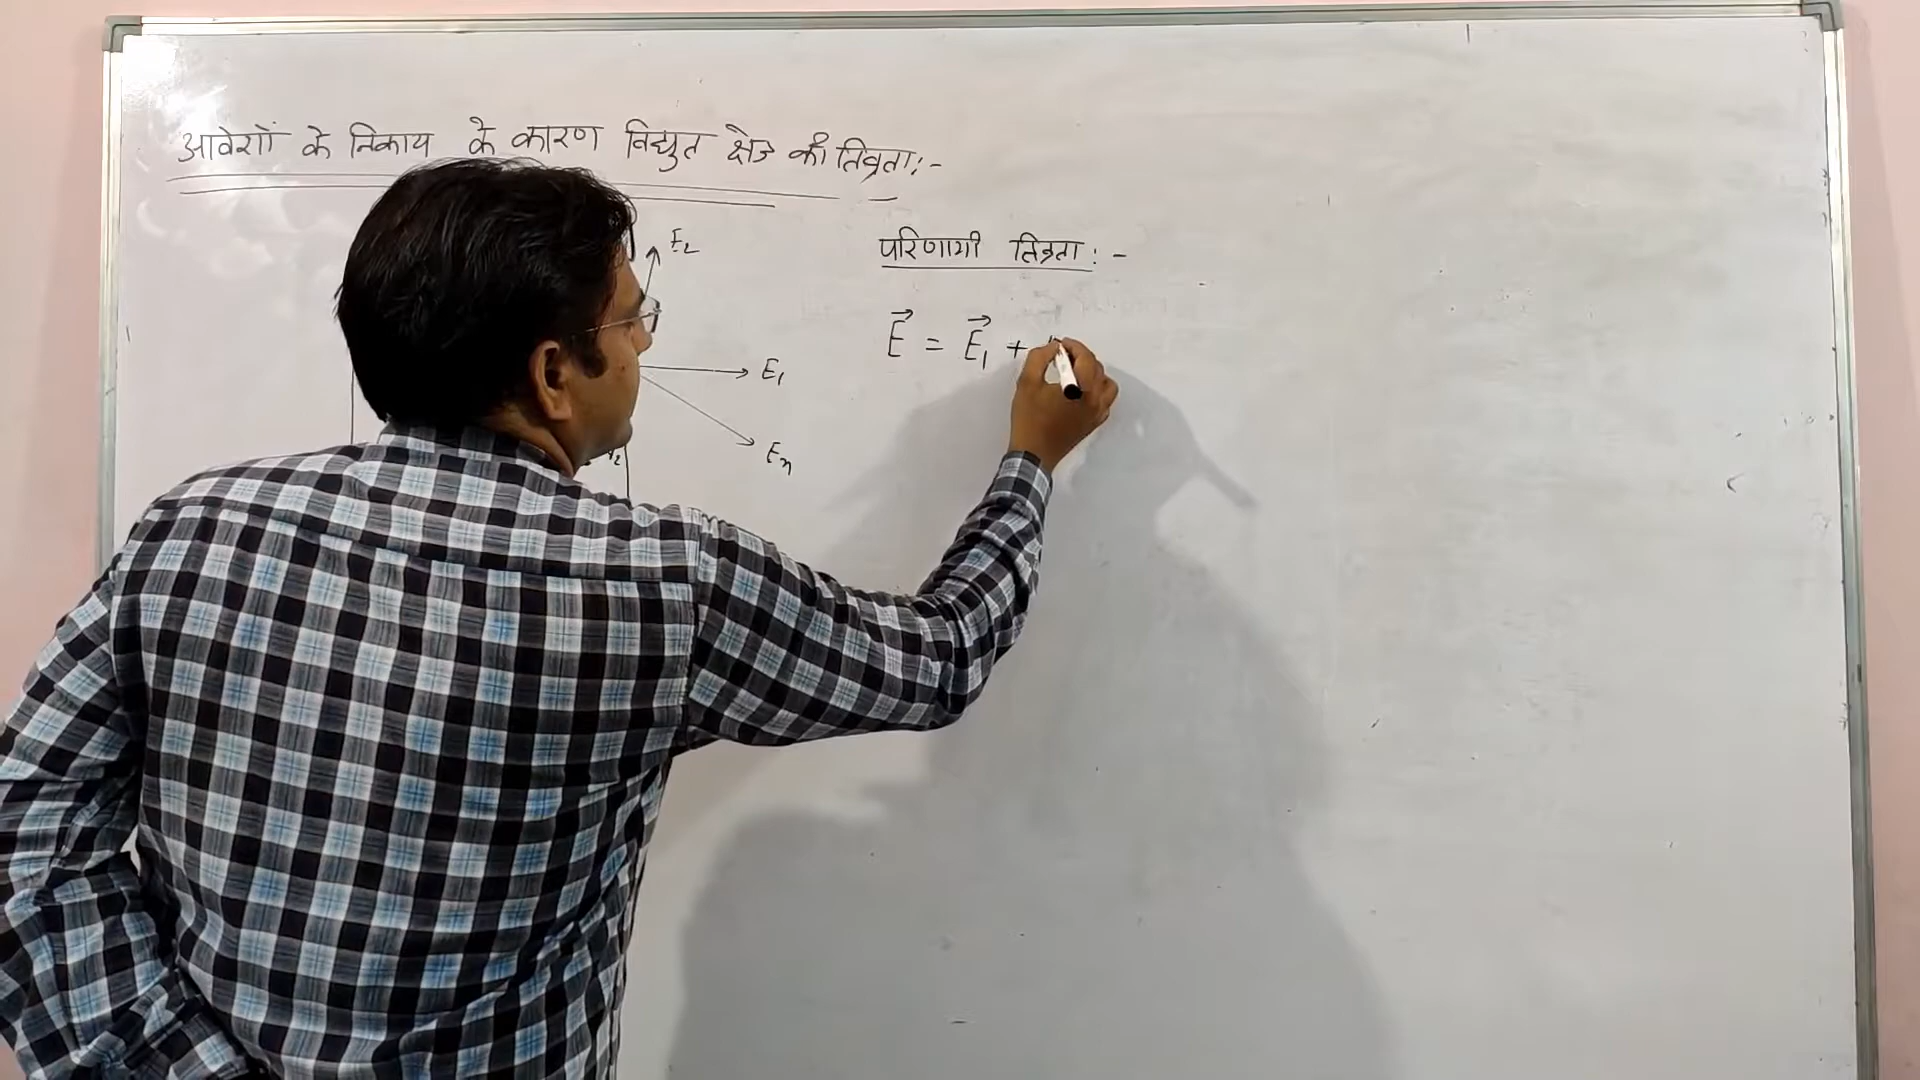 आवेशों के निकाय के कारण विद्युत क्षेत्र की तिव्रता:-
E₂
E₁
Eₙ
परिणामी तिव्रता:-
E⃗ = E⃗₁ +